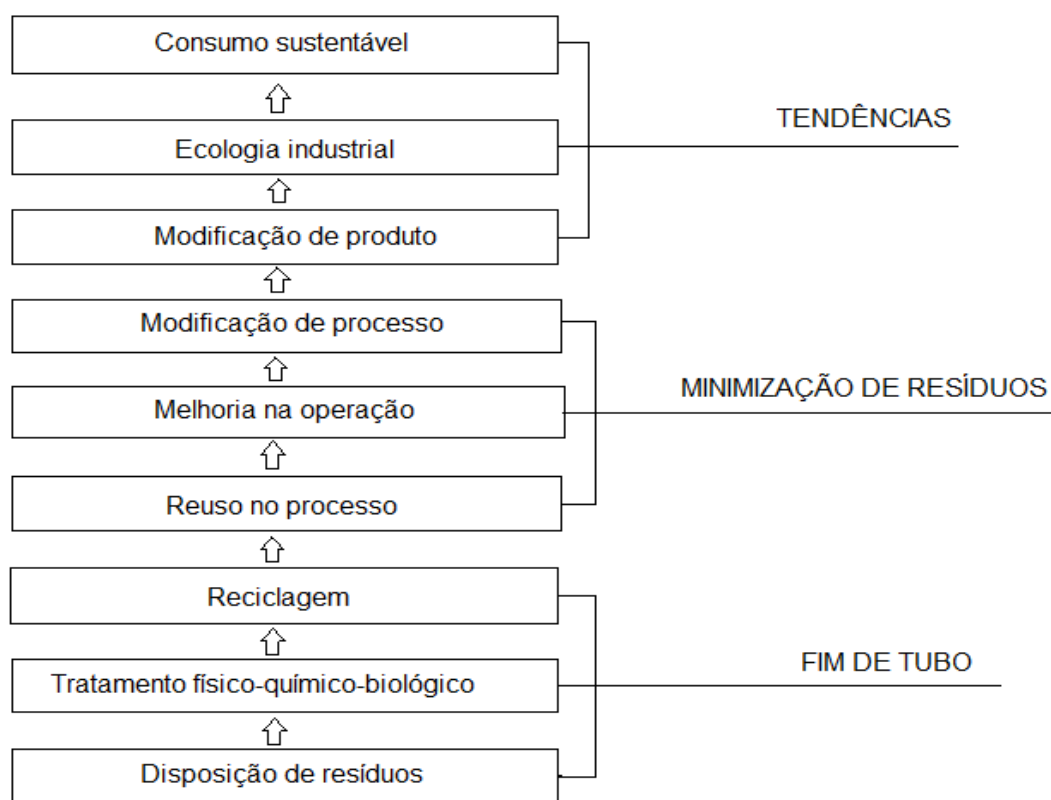 Consumo sustentável
TENDÊNCIAS
Ecologia industrial
Modificação de produto
Modificação de processo
MINIMIZAÇÃO DE RESÍDUOS
Melhoria na operação
Reuso no processo
Reciclagem
FIM DE TUBO
Tratamento físico-químico-biológico
Disposição de resíduos